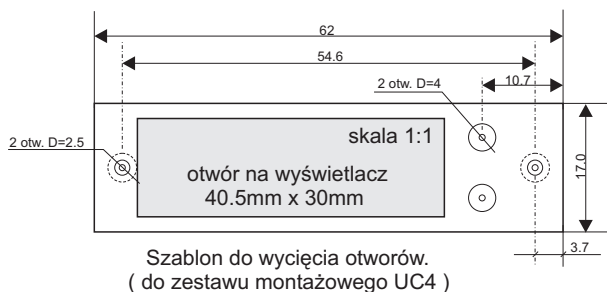 62
54.6
2 otw. D=4
10.7
skala 1:1
2 otw. D=2.5
otwór na wyświetlacz
40.5mm x 30mm
17.0
Szablon do wycięcia otworów.
3.7
( do zestawu montażowego UC4 )